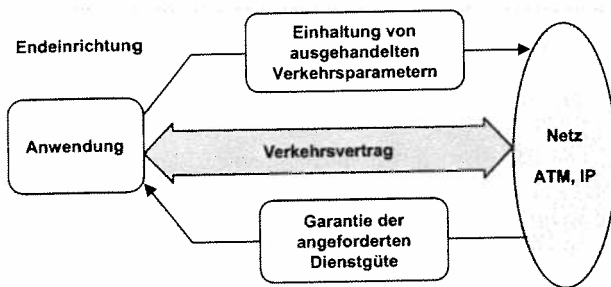 Endeinrichtung
Einhaltung von
ausgehandelten
Verkehrsparametern
Anwendung
Verkehrsvertrag
Netz
ATM, IP
Garantie der
angeforderten
Dienstgüte